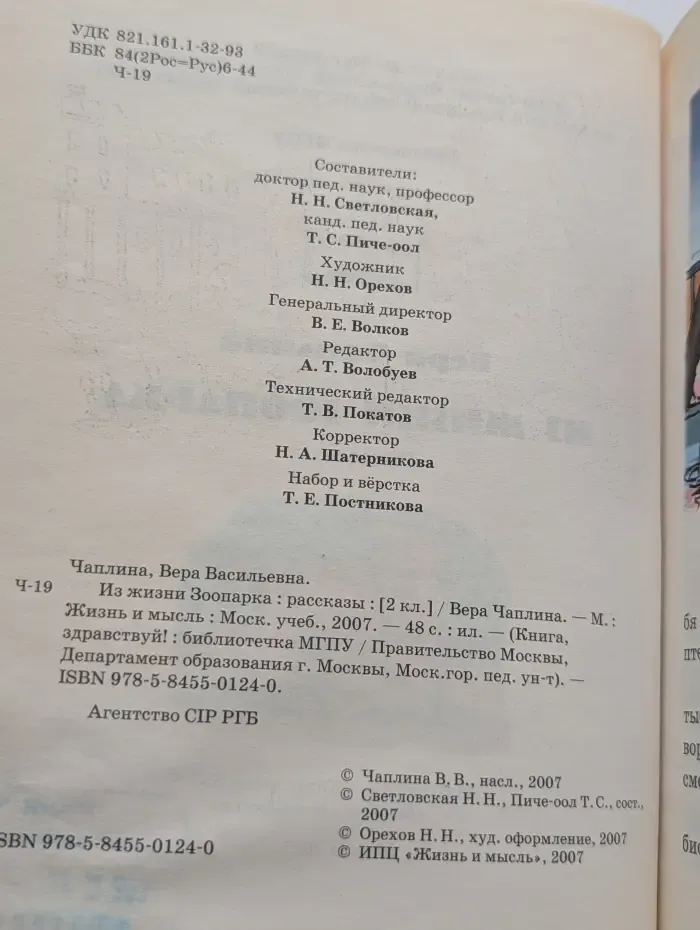 УДК 821.161.1-32-93
ББК 84(2Рос=Рус)6-44
Ч-19
Составители:
доктор пед. наук, профессор
Н. Н. Светловская,
канд. пед. наук
Т. С. Пиче-оол
Художник
Н. Н. Орехов
Генеральный директор
В. Е. Волков
Редактор
А. Т. Волобуев
Технический редактор
Т. В. Покатов
Корректор
Н. А. Шатерникова
Набор и вёрстка
Т. Е. Постникова
Чаплина, Вера Васильевна.
Ч-19 Из жизни Зоопарка : рассказы : [2 кл.] / Вера Чаплина. — М. :
Жизнь и мысль : Моск. учеб., 2007. — 48 с. : ил. — (Книга,
здравствуй! : библиотечка МГПУ / Правительство Москвы,
Департамент образования г. Москвы, Моск.гор. пед. ун-т). —
ISBN 978-5-8455-0124-0.
Агентство CIP РГБ
© Чаплина В. В., насл., 2007
© Светловская Н. Н., Пиче-оол Т. С., сост.,
2007
© Орехов Н. Н., худ. оформление, 2007
© ИПЦ «Жизнь и мысль», 2007
ISBN 978-5-8455-0124-0